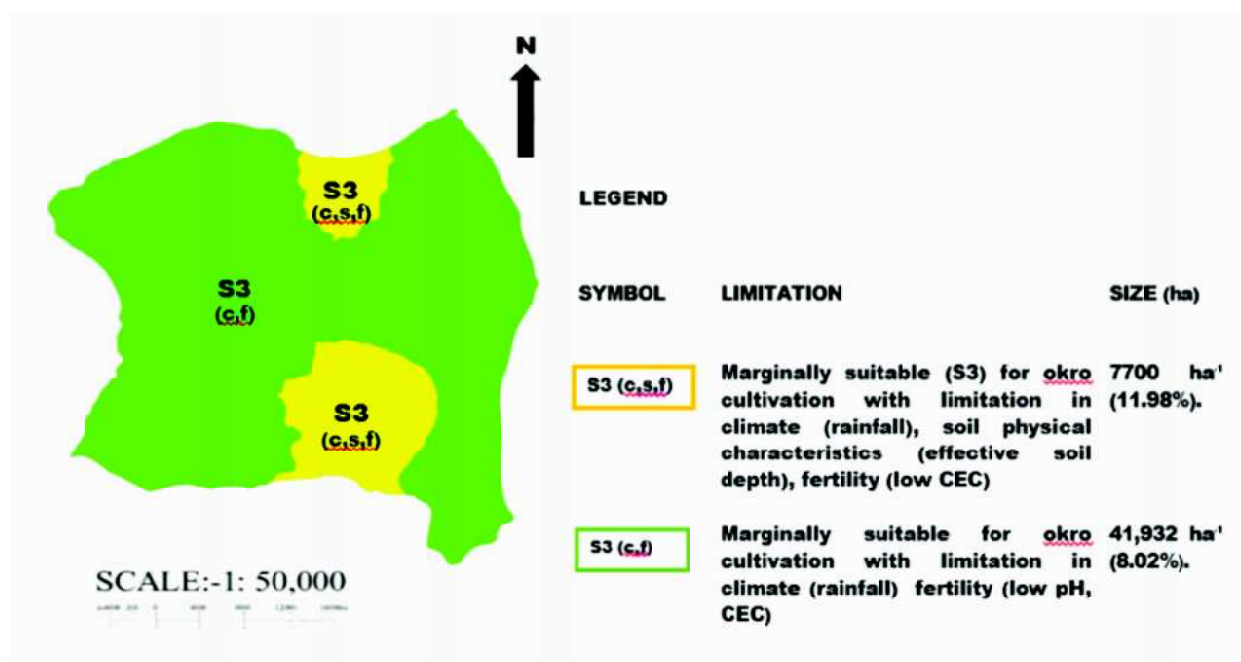 N
S3
(c,s,f)
S3
(c,f)
S3
(c,s,f)
LEGEND
SYMBOL LIMITATION SIZE (ha)
S3 (c,s,f)
Marginally suitable (S3) for okro 7700 ha-1
cultivation with limitation in (11.98%).
climate (rainfall), soil physical
characteristics (effective soil
depth), fertility (low CEC)
S3 (c,f)
Marginally suitable for okro 41,932 ha-1
cultivation with limitation in (8.02%).
climate (rainfall) fertility (low pH,
CEC)
SCALE:-1: 50,000